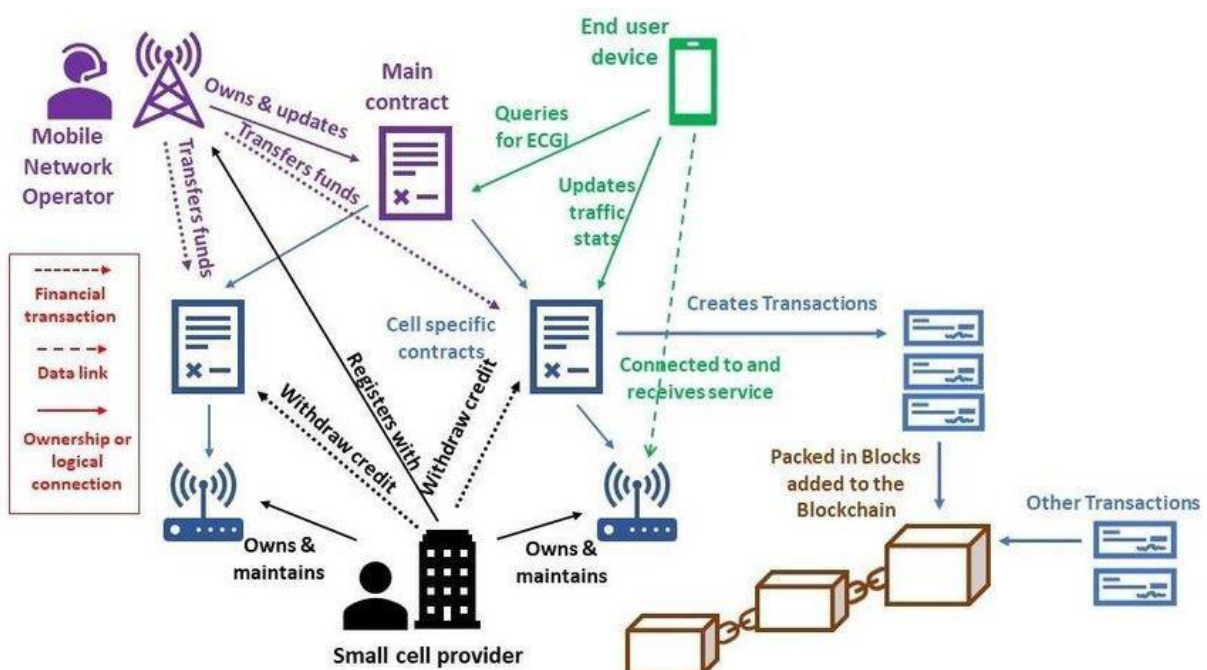 End user
device
Main
contract
Owns & updates
Transfers funds
Transfers funds
Mobile
Network
Operator
Queries
for ECGI
Updates
traffic
stats
Financial
transaction
Data link
Ownership or
logical
connection
Cell specific
contracts
Creates Transactions
Connected to and
receives service
Registers with
Withdraw credit
Withdraw credit
Packed in Blocks
added to the
Blockchain
Other Transactions
Owns &
maintains
Owns &
maintains
Small cell provider